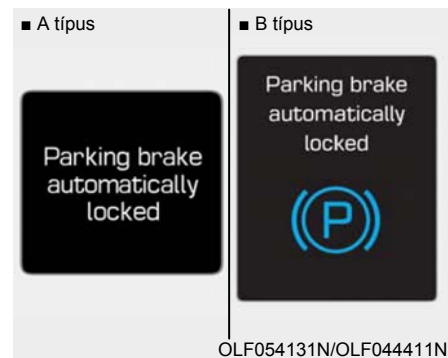 ■ A típus
Parking brake
automatically
locked
■ B típus
Parking brake
automatically
locked
(P)
OLF054131N/OLF044411N